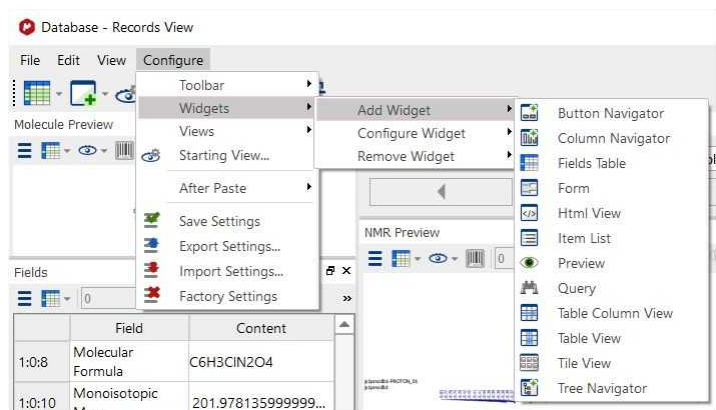 Database - Records View
File Edit View Configure
Toolbar
Widgets
Views
Starting View...
After Paste
Save Settings
Export Settings...
Import Settings...
Factory Settings
Add Widget
Configure Widget
Remove Widget
Button Navigator
Column Navigator
Fields Table
Form
Html View
Item List
Preview
Query
Table Column View
Table View
Tile View
Tree Navigator
Molecule Preview
NMR Preview
0
Fields
0
Field Content
1:0:8 Molecular
Formula C6H3ClN2O4
1:0:10 Monoisotopic
201.978135999999...